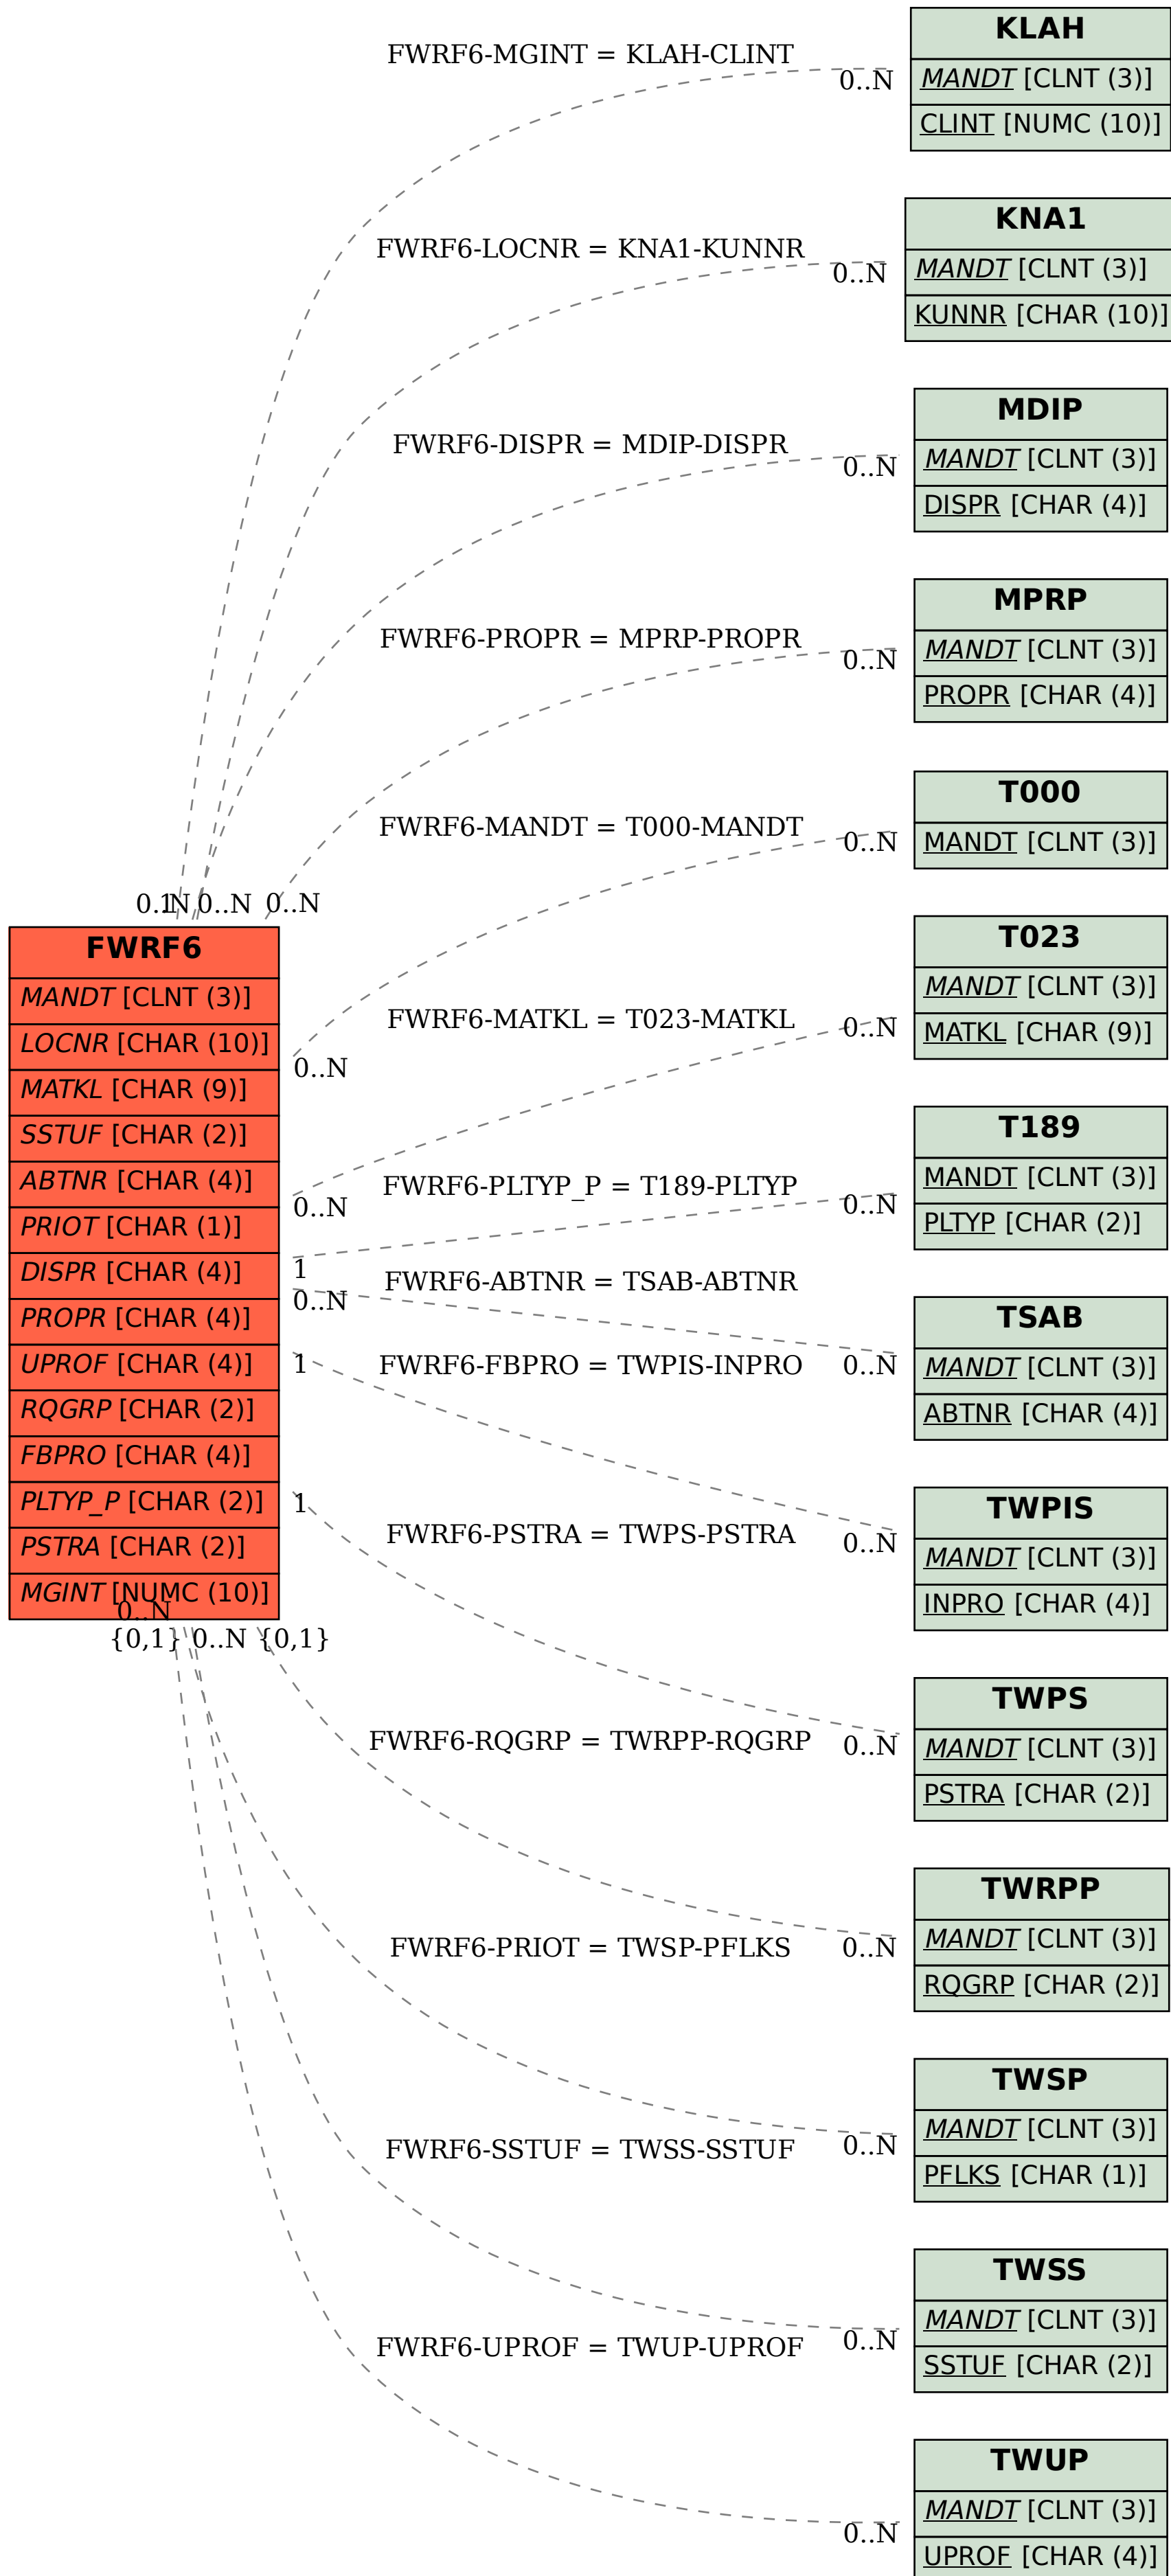 KLAH
FWRF6-MGINT = KLAH-CLINT
0..N
MANDT [CLNT (3)]
CLINT [NUMC (10)]
KNA1
FWRF6-LOCNR = KNA1-KUNNR
0..N
MANDT [CLNT (3)]
KUNNR [CHAR (10)]
MDIP
FWRF6-DISPR = MDIP-DISPR
0..N
MANDT [CLNT (3)]
DISPR [CHAR (4)]
MPRP
FWRF6-PROPR = MPRP-PROPR
0..N
MANDT [CLNT (3)]
PROPR [CHAR (4)]
T000
FWRF6-MANDT = T000-MANDT
0..N
MANDT [CLNT (3)]
0..N
0..N
FWRF6
MANDT [CLNT (3)]
LOCNR [CHAR (10)]
MATKL [CHAR (9)]
SSTUF [CHAR (2)]
ABTNR [CHAR (4)]
PRIOT [CHAR (1)]
DISPR [CHAR (4)]
PROPR [CHAR (4)]
UPROF [CHAR (4)]
RQGRP [CHAR (2)]
FBPRO [CHAR (4)]
PLTYP_P [CHAR (2)]
PSTRA [CHAR (2)]
MGINT [NUMC (10)]
0..N
{0,1}
0..N
{0,1}
T023
MANDT [CLNT (3)]
FWRF6-MATKL = T023-MATKL
0..N
MATKL [CHAR (9)]
0..N
T189
MANDT [CLNT (3)]
FWRF6-PLTYP_P = T189-PLTYP
0..N
0..N
PLTYP [CHAR (2)]
1
FWRF6-ABTNR = TSAB-ABTNR
0..N
TSAB
FWRF6-FBPRO = TWPIS-INPRO
1
0..N
MANDT [CLNT (3)]
ABTNR [CHAR (4)]
TWPIS
1
FWRF6-PSTRA = TWPS-PSTRA
0..N
MANDT [CLNT (3)]
INPRO [CHAR (4)]
TWPS
FWRF6-RQGRP = TWRPP-RQGRP
0..N
MANDT [CLNT (3)]
PSTRA [CHAR (2)]
TWRPP
FWRF6-PRIOT = TWSP-PFLKS
0..N
MANDT [CLNT (3)]
RQGRP [CHAR (2)]
TWSP
MANDT [CLNT (3)]
FWRF6-SSTUF = TWSS-SSTUF
0..N
PFLKS [CHAR (1)]
TWSS
MANDT [CLNT (3)]
FWRF6-UPROF = TWUP-UPROF
0..N
SSTUF [CHAR (2)]
TWUP
MANDT [CLNT (3)]
0..N
UPROF [CHAR (4)]